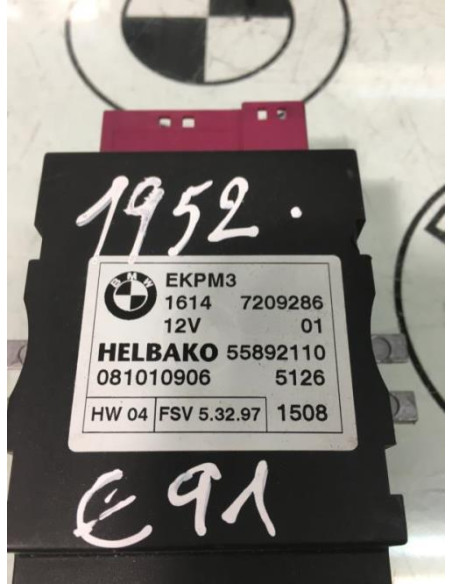 1952.
BMW
EKPM3
1614 7209286
12V 01
HELBAKO 55892110
081010906 5126
HW 04 FSV 5.32.97 1508
E91